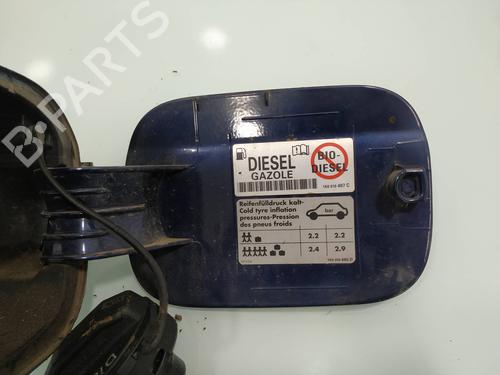 B-PARTS
DIESEL
GAZOLE
BIO-
DIESEL
Reifenfülldruck kalt-
Cold tyre inflation
pressures-Pression
des pneus froids
bar
2.2 2.2
2.4 2.9